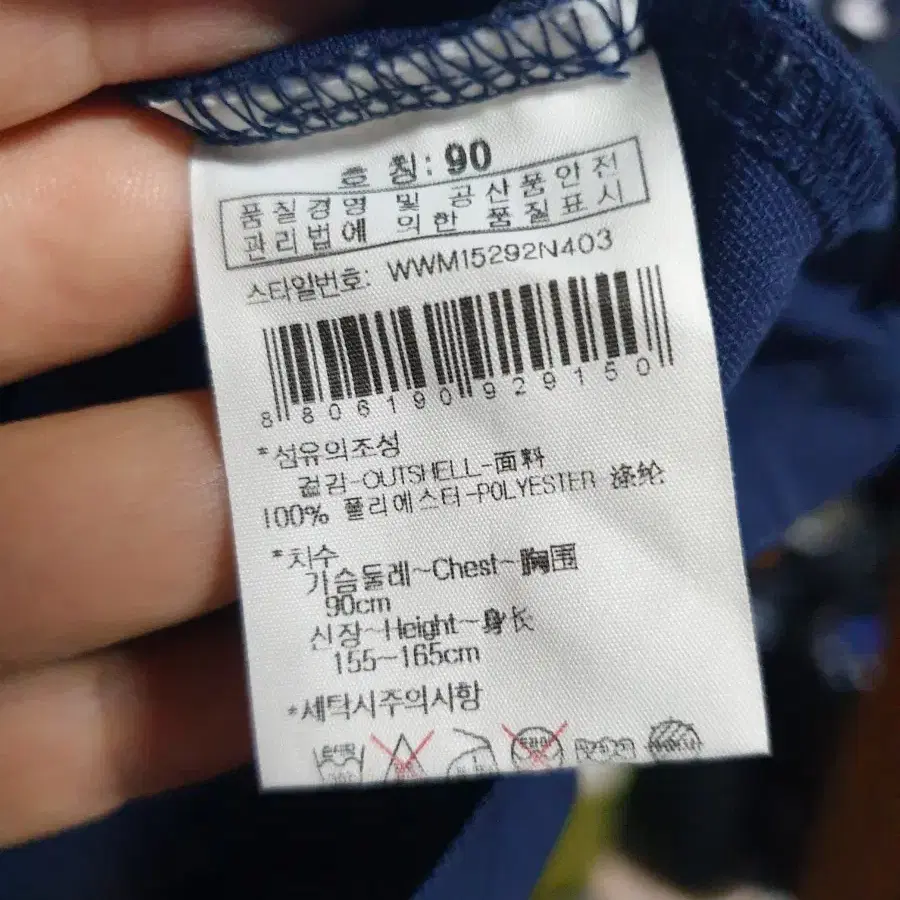 호 칭: 90
품질경영 및 공산품안전
관리법에 의한 품질표시
스타일번호: WWM15292N403
8 806190 929150
*섬유의조성
겉감-OUTSHELL-面料
100% 폴리에스터-POLYESTER 涤纶
*치수
가슴둘레~Chest~胸围
90cm
신장~Height~身长
155~165cm
*세탁시주의사항